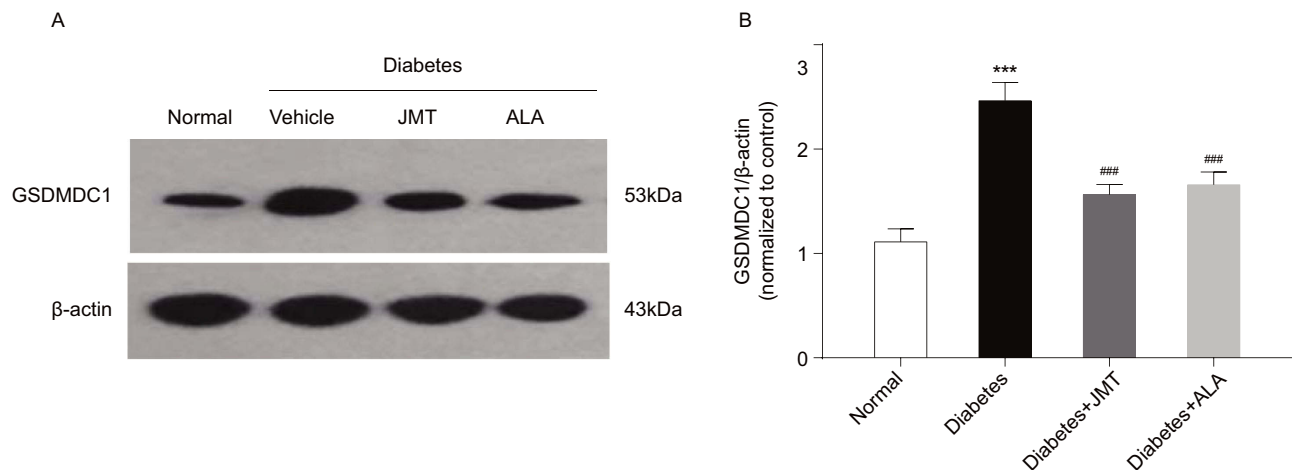 A
Diabetes
Normal Vehicle JMT ALA
GSDMDC1 53kDa
β-actin 43kDa
B
GSDMDC1/β-actin
(normalized to control)
3
2
1
0
***
###
###
Normal
Diabetes
Diabetes+JMT
Diabetes+ALA